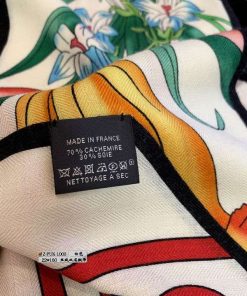 MADE IN FRANCE
70% CACHEMIRE
30% SOIE
NETTOYAGE A SEC